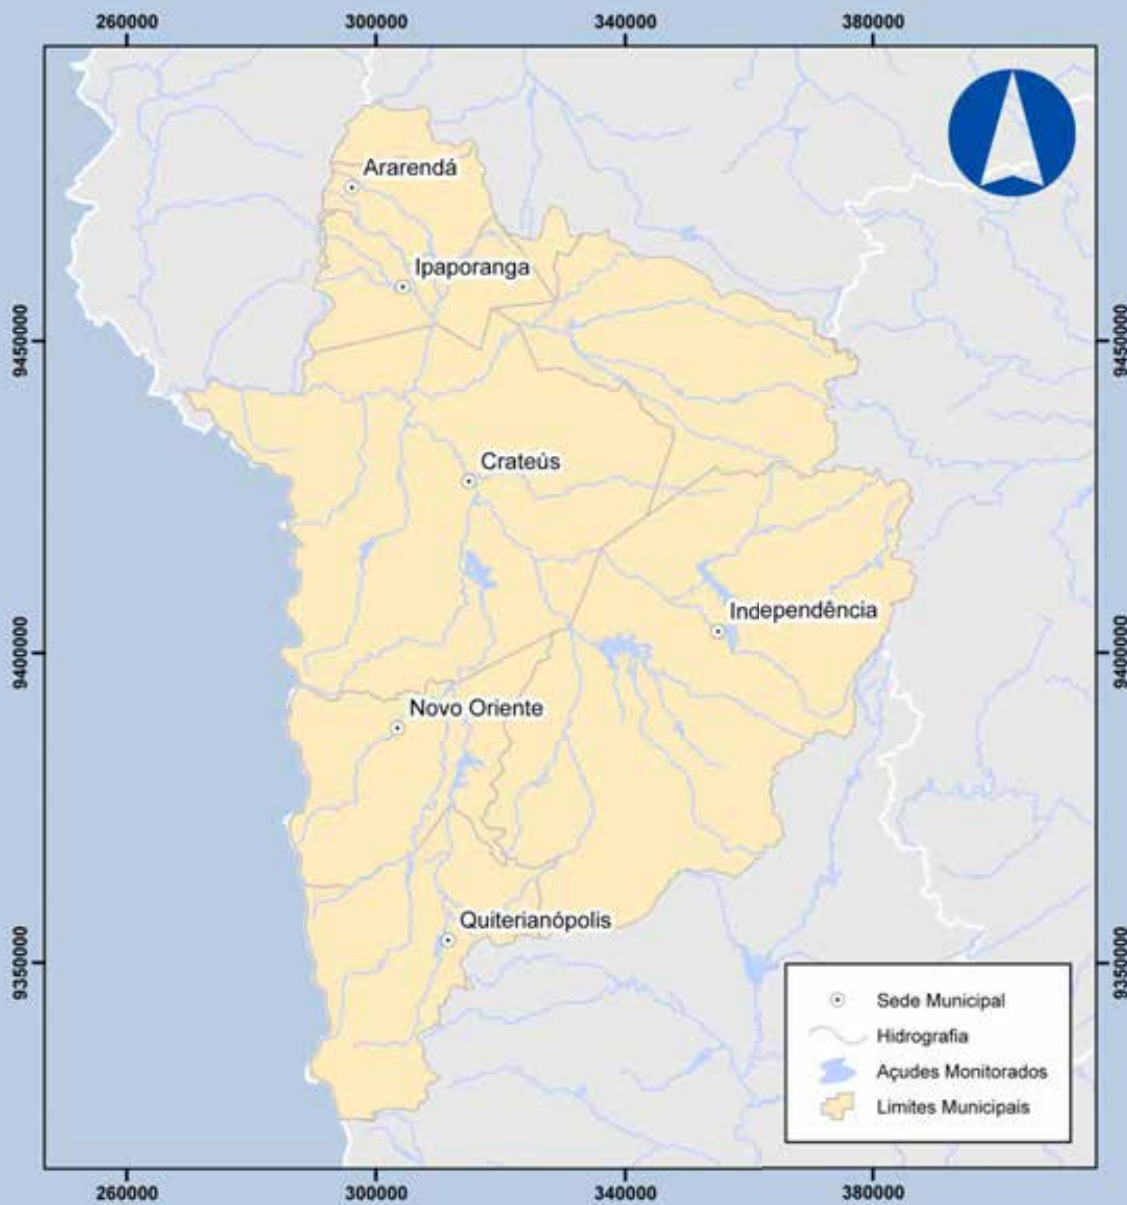 260000 300000 340000 380000
Ararendá
Ipaporanga
9450000 9450000
Crateús
Independência
9400000 9400000
Novo Oriente
Quiterianópolis
9350000 9350000
Sede Municipal
Hidrografia
Açudes Monitorados
Limites Municipais
260000 300000 340000 380000